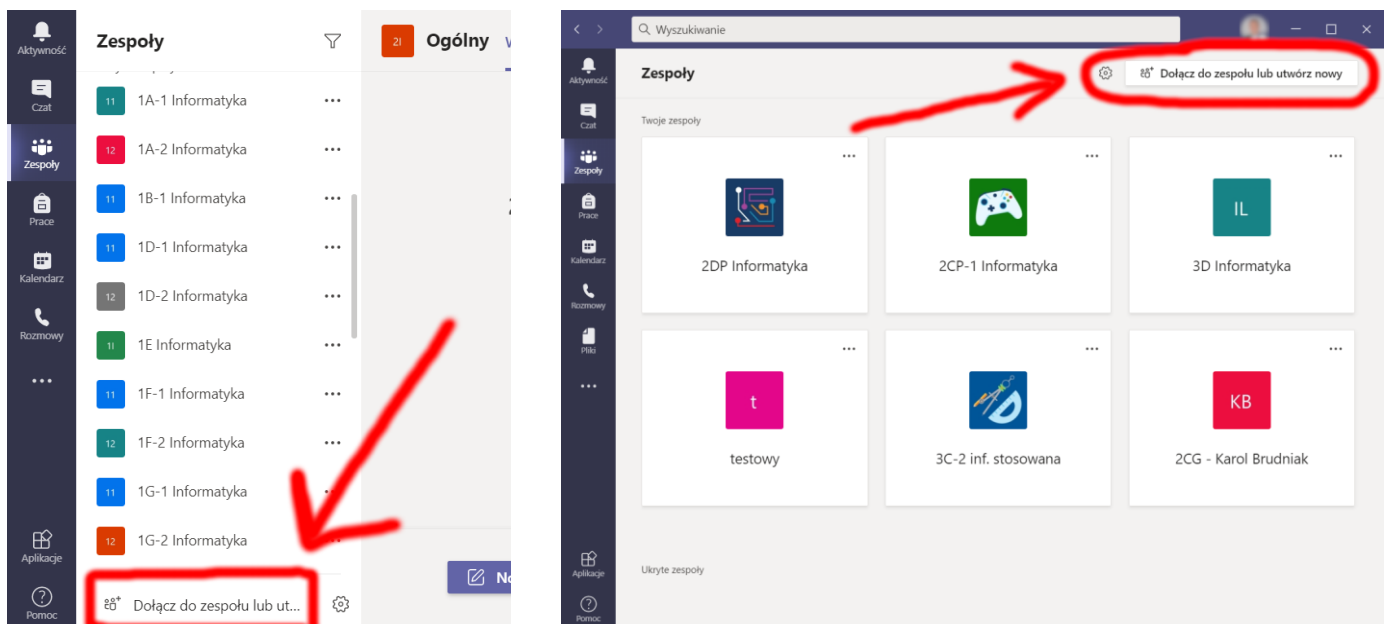 Aktywność
Czat
Zespoły
Prace
Kalendarz
Rozmowy
Aplikacje
Pomoc
Zespoły
11 1A-1 Informatyka
12 1A-2 Informatyka
11 1B-1 Informatyka
11 1D-1 Informatyka
12 1D-2 Informatyka
1I 1E Informatyka
11 1F-1 Informatyka
12 1F-2 Informatyka
11 1G-1 Informatyka
12 1G-2 Informatyka
Dołącz do zespołu lub ut...
2I Ogólny
Wyszukiwanie
Aktywność
Czat
Zespoły
Prace
Kalendarz
Rozmowy
Pliki
Aplikacje
Pomoc
Zespoły
Dołącz do zespołu lub utwórz nowy
Twoje zespoły
2DP Informatyka
2CP-1 Informatyka
IL
3D Informatyka
t
testowy
3C-2 inf. stosowana
KB
2CG - Karol Brudniak
Ukryte zespoły